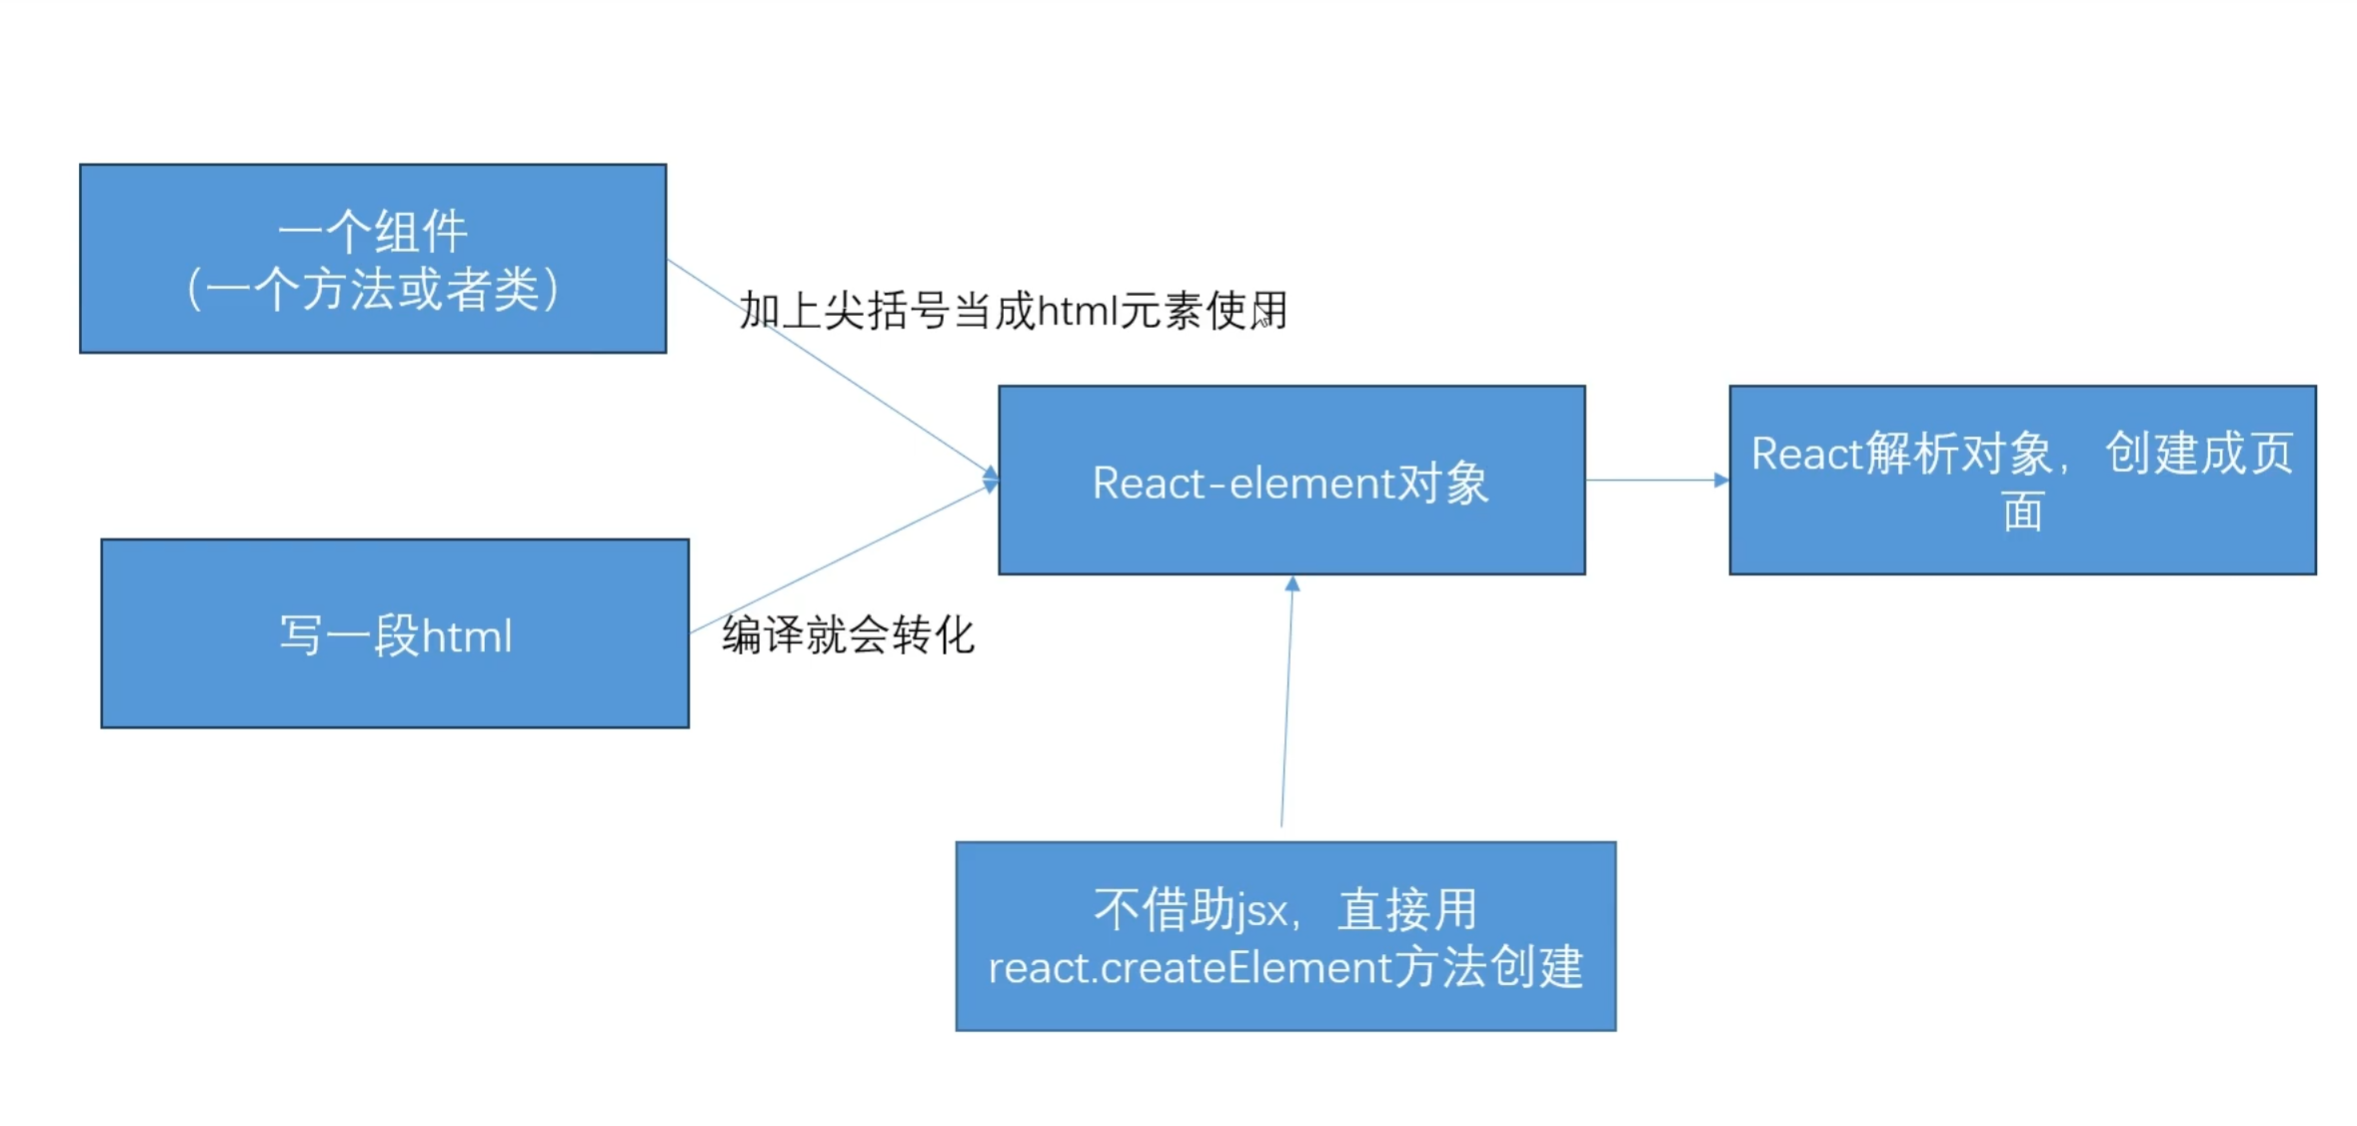 一个组件
（一个方法或者类）
加上尖括号当成html元素使用
React-element对象
React解析对象，创建成页
面
写一段html
编译就会转化
不借助jsx，直接用
react.createElement方法创建